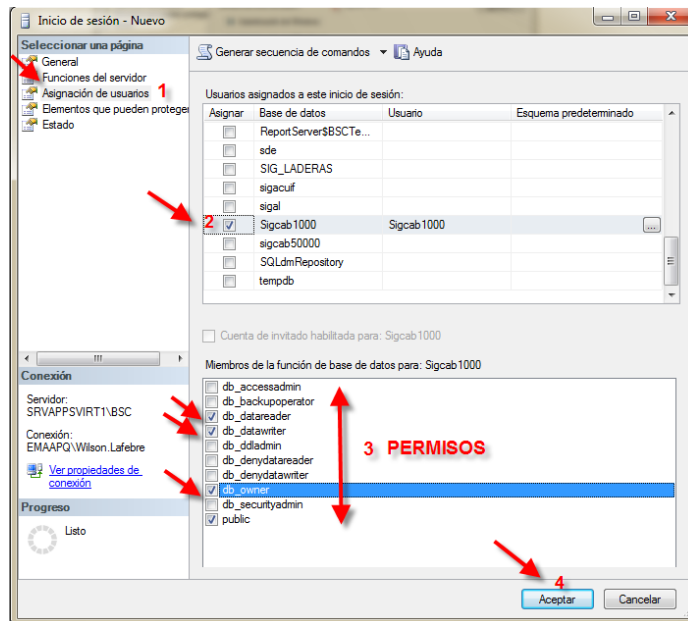 Inicio de sesión - Nuevo
Seleccionar una página
General
Funciones del servidor
Asignación de usuarios 1
Elementos que pueden proteger
Estado
Generar secuencia de comandos Ayuda
Usuarios asignados a este inicio de sesión:
Asignar Base de datos Usuario Esquema predeterminado
ReportServer$BSCTe...
sde
SIG_LADERAS
sigacuif
sigal
2 Sigcab1000 Sigcab1000 ...
sigcab50000
SQLdmRepository
tempdb
Cuenta de invitado habilitada para: Sigcab1000
Miembros de la función de base de datos para: Sigcab1000
db_accessadmin
db_backupoperator
db_datareader
db_datawriter
db_ddladmin
db_denydatareader
db_denydatawriter
db_owner
db_securityadmin
public
3 PERMISOS
Conexión
Servidor:
SRVAPPSVIRT1\BSC
Conexión:
EMAAPQ\Wilson.Lafebre
Ver propiedades de
conexión
Progreso
Listo
4
Aceptar Cancelar